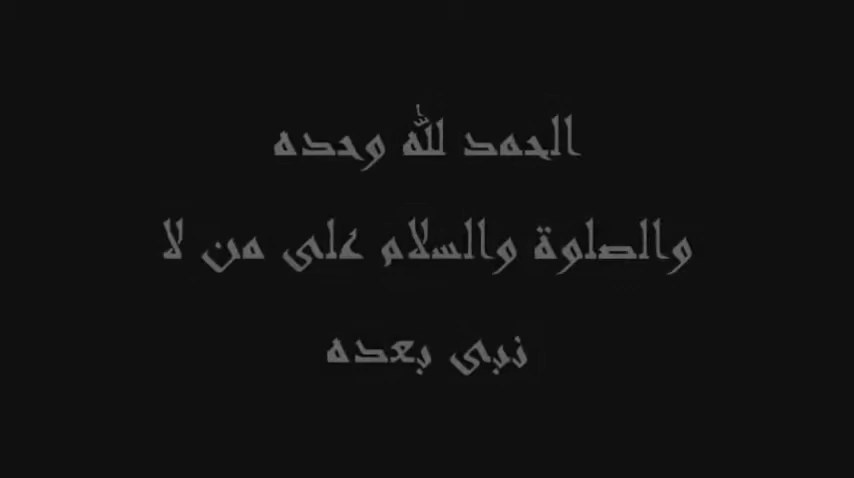 الحمد لله وحده
والصلوة والسلام على من لا
نبى بعده